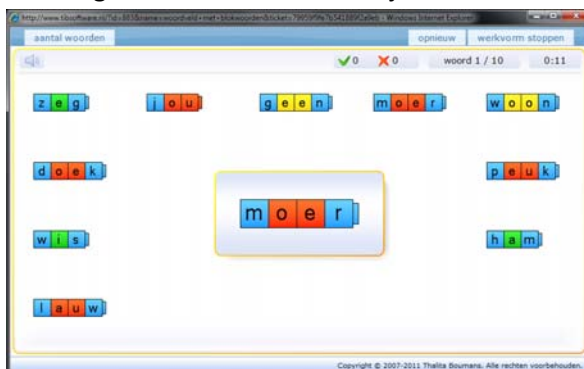 aantal woorden opnieuw werkvorm stoppen
0 0 woord 1 / 10 0:11
zeg jou geen moer woon
doek peuk
moer
wis ham
lauw
Copyright © 2007-2011 Thalita Boumans. Alle rechten voorbehouden.